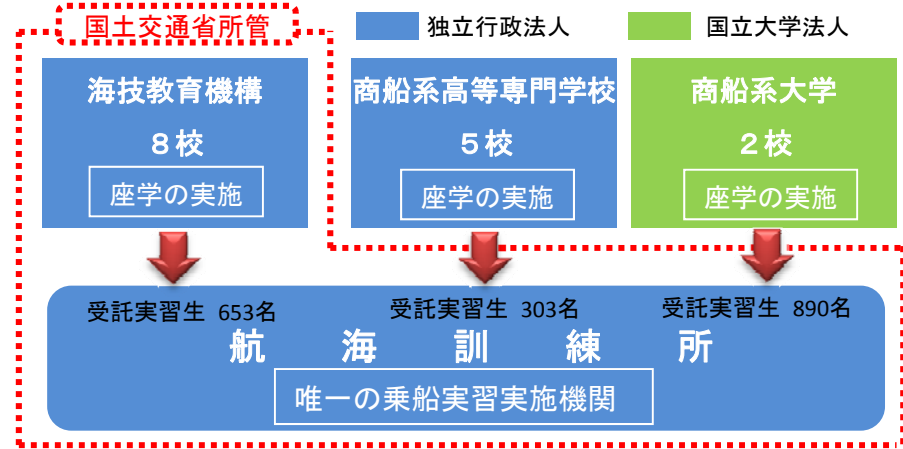 国土交通省所管
独立行政法人
国立大学法人
海技教育機構
８校
座学の実施
商船系高等専門学校
５校
座学の実施
商船系大学
２校
座学の実施
受託実習生 653名
受託実習生 303名
受託実習生 890名
航 海 訓 練 所
唯一の乗船実習実施機関